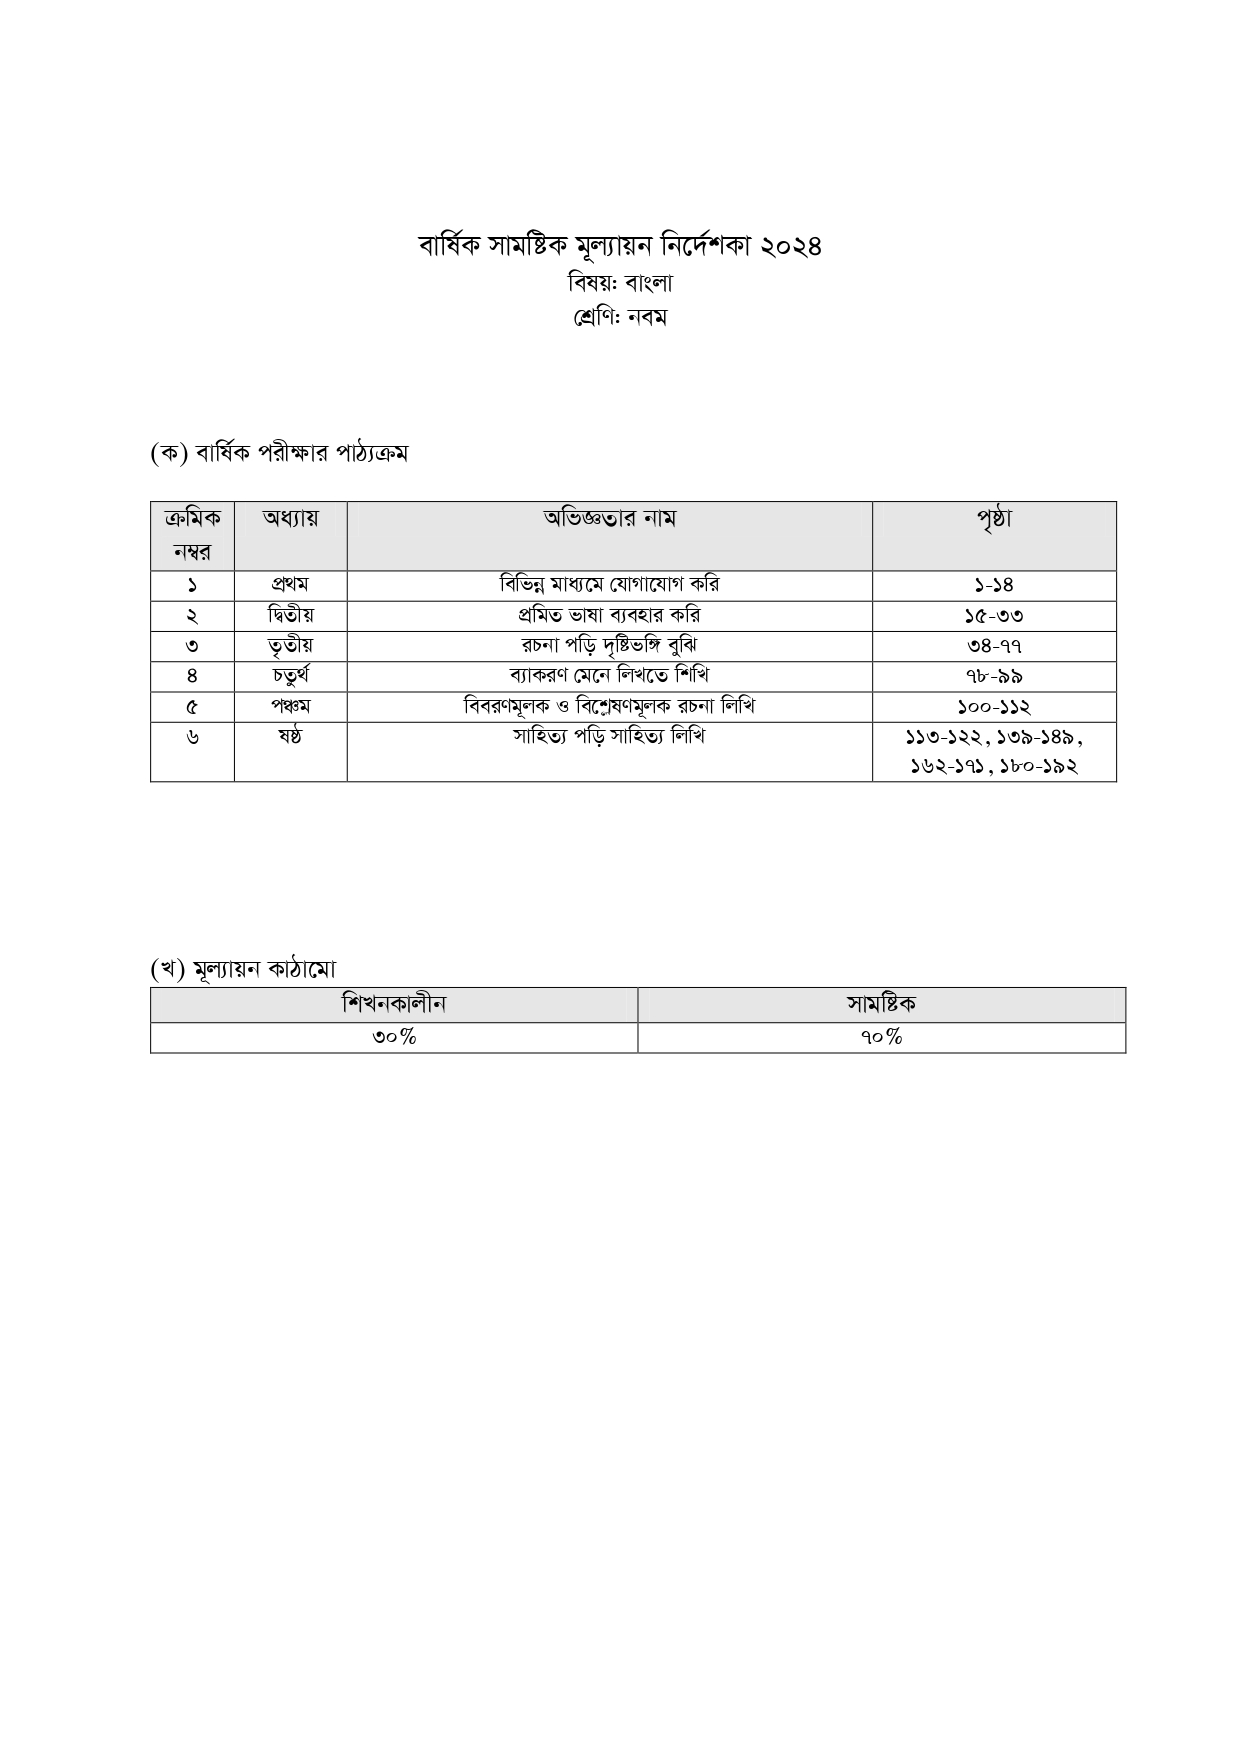 বার্ষিক সামষ্টিক মূল্যায়ন নির্দেশিকা ২০২৪
বিষয়: বাংলা
শ্রেণি: নবম
(ক) বার্ষিক পরীক্ষার পাঠ্যক্রম
ক্রমিক নম্বর অধ্যায় অভিজ্ঞতার নাম পৃষ্ঠা
১ প্রথম বিভিন্ন মাধ্যমে যোগাযোগ করি ১-১৪
২ দ্বিতীয় প্রমিত ভাষা ব্যবহার করি ১৫-৩৩
৩ তৃতীয় রচনা পড়ি দৃষ্টিভঙ্গি বুঝি ৩৪-৭৭
৪ চতুর্থ ব্যাকরণ মেনে লিখতে শিখি ৭৮-৯৯
৫ পঞ্চম বিবরণমূলক ও বিশ্লেষণমূলক রচনা লিখি ১০০-১১২
৬ ষষ্ঠ সাহিত্য পড়ি সাহিত্য লিখি ১১৩-১২২, ১৩৯-১৪৯,
১৬২-১৭১, ১৮০-১৯২
(খ) মূল্যায়ন কাঠামো
শিখনকালীন সামষ্টিক
৩০% ৭০%